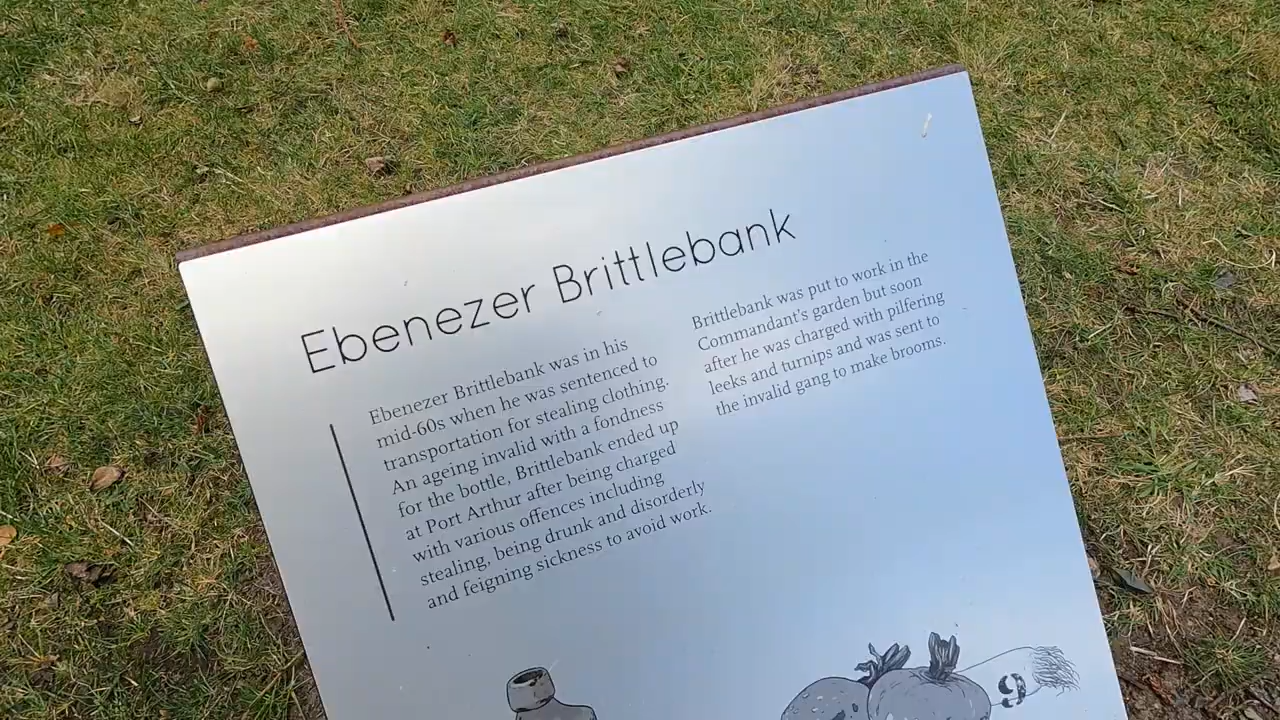 Ebenezer Brittlebank
Ebenezer Brittlebank was in his
mid-60s when he was sentenced to
transportation for stealing clothing.
An ageing invalid with a fondness
for the bottle, Brittlebank ended up
at Port Arthur after being charged
with various offences including
stealing, being drunk and disorderly
and feigning sickness to avoid work.
Brittlebank was put to work in the
Commandant's garden but soon
after he was charged with pilfering
leeks and turnips and was sent to
the invalid gang to make brooms.